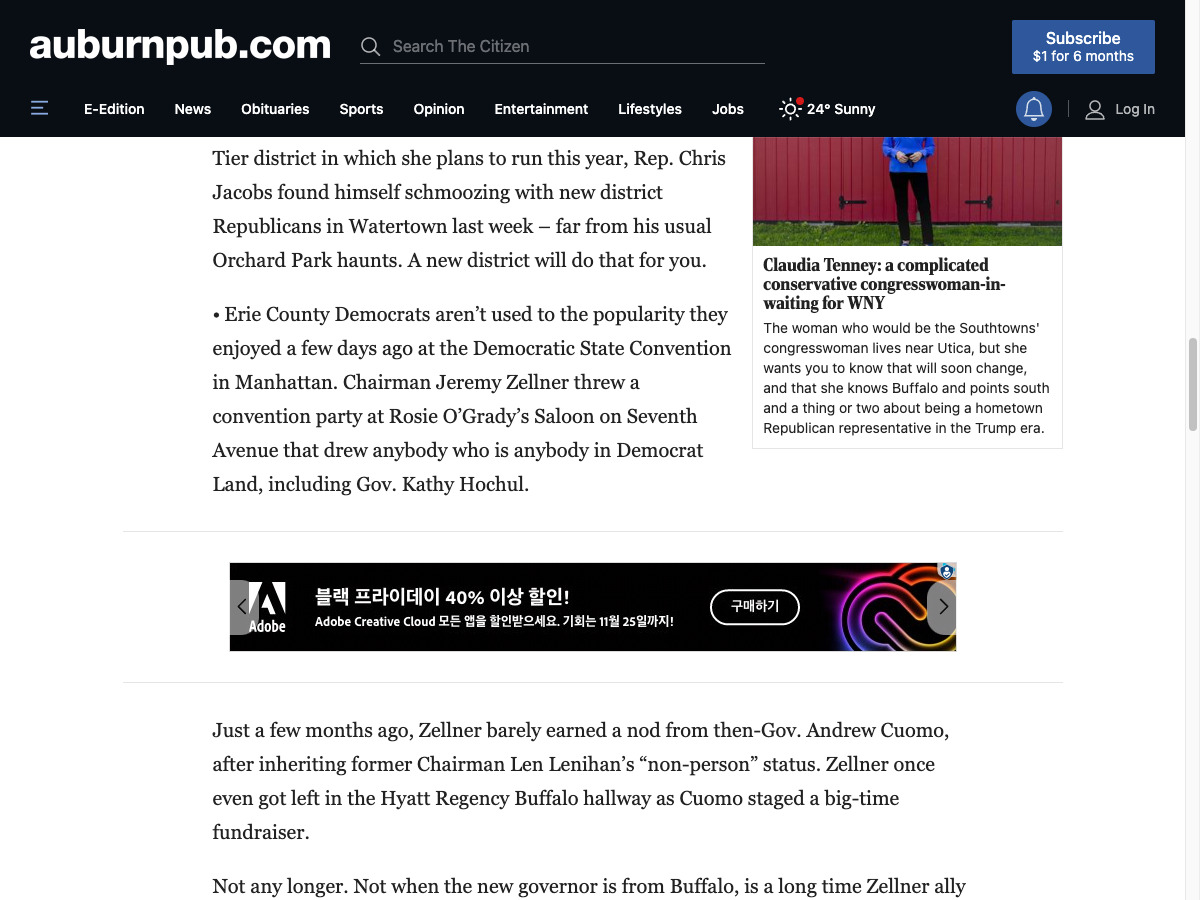 auburnpub.com
Search The Citizen
Subscribe
$1 for 6 months
E-Edition News Obituaries Sports Opinion Entertainment Lifestyles Jobs 24° Sunny Log In
Tier district in which she plans to run this year, Rep. Chris
Jacobs found himself schmoozing with new district
Republicans in Watertown last week – far from his usual
Orchard Park haunts. A new district will do that for you.
• Erie County Democrats aren’t used to the popularity they
enjoyed a few days ago at the Democratic State Convention
in Manhattan. Chairman Jeremy Zellner threw a
convention party at Rosie O’Grady’s Saloon on Seventh
Avenue that drew anybody who is anybody in Democrat
Land, including Gov. Kathy Hochul.
Claudia Tenney: a complicated
conservative congresswoman-in-
waiting for WNY
The woman who would be the Southtowns'
congresswoman lives near Utica, but she
wants you to know that will soon change,
and that she knows Buffalo and points south
and a thing or two about being a hometown
Republican representative in the Trump era.
Adobe
블랙 프라이데이 40% 이상 할인!
Adobe Creative Cloud 모든 앱을 할인받으세요. 기회는 11월 25일까지!
구매하기
Just a few months ago, Zellner barely earned a nod from then-Gov. Andrew Cuomo,
after inheriting former Chairman Len Lenihan’s “non-person” status. Zellner once
even got left in the Hyatt Regency Buffalo hallway as Cuomo staged a big-time
fundraiser.
Not any longer. Not when the new governor is from Buffalo, is a long time Zellner ally